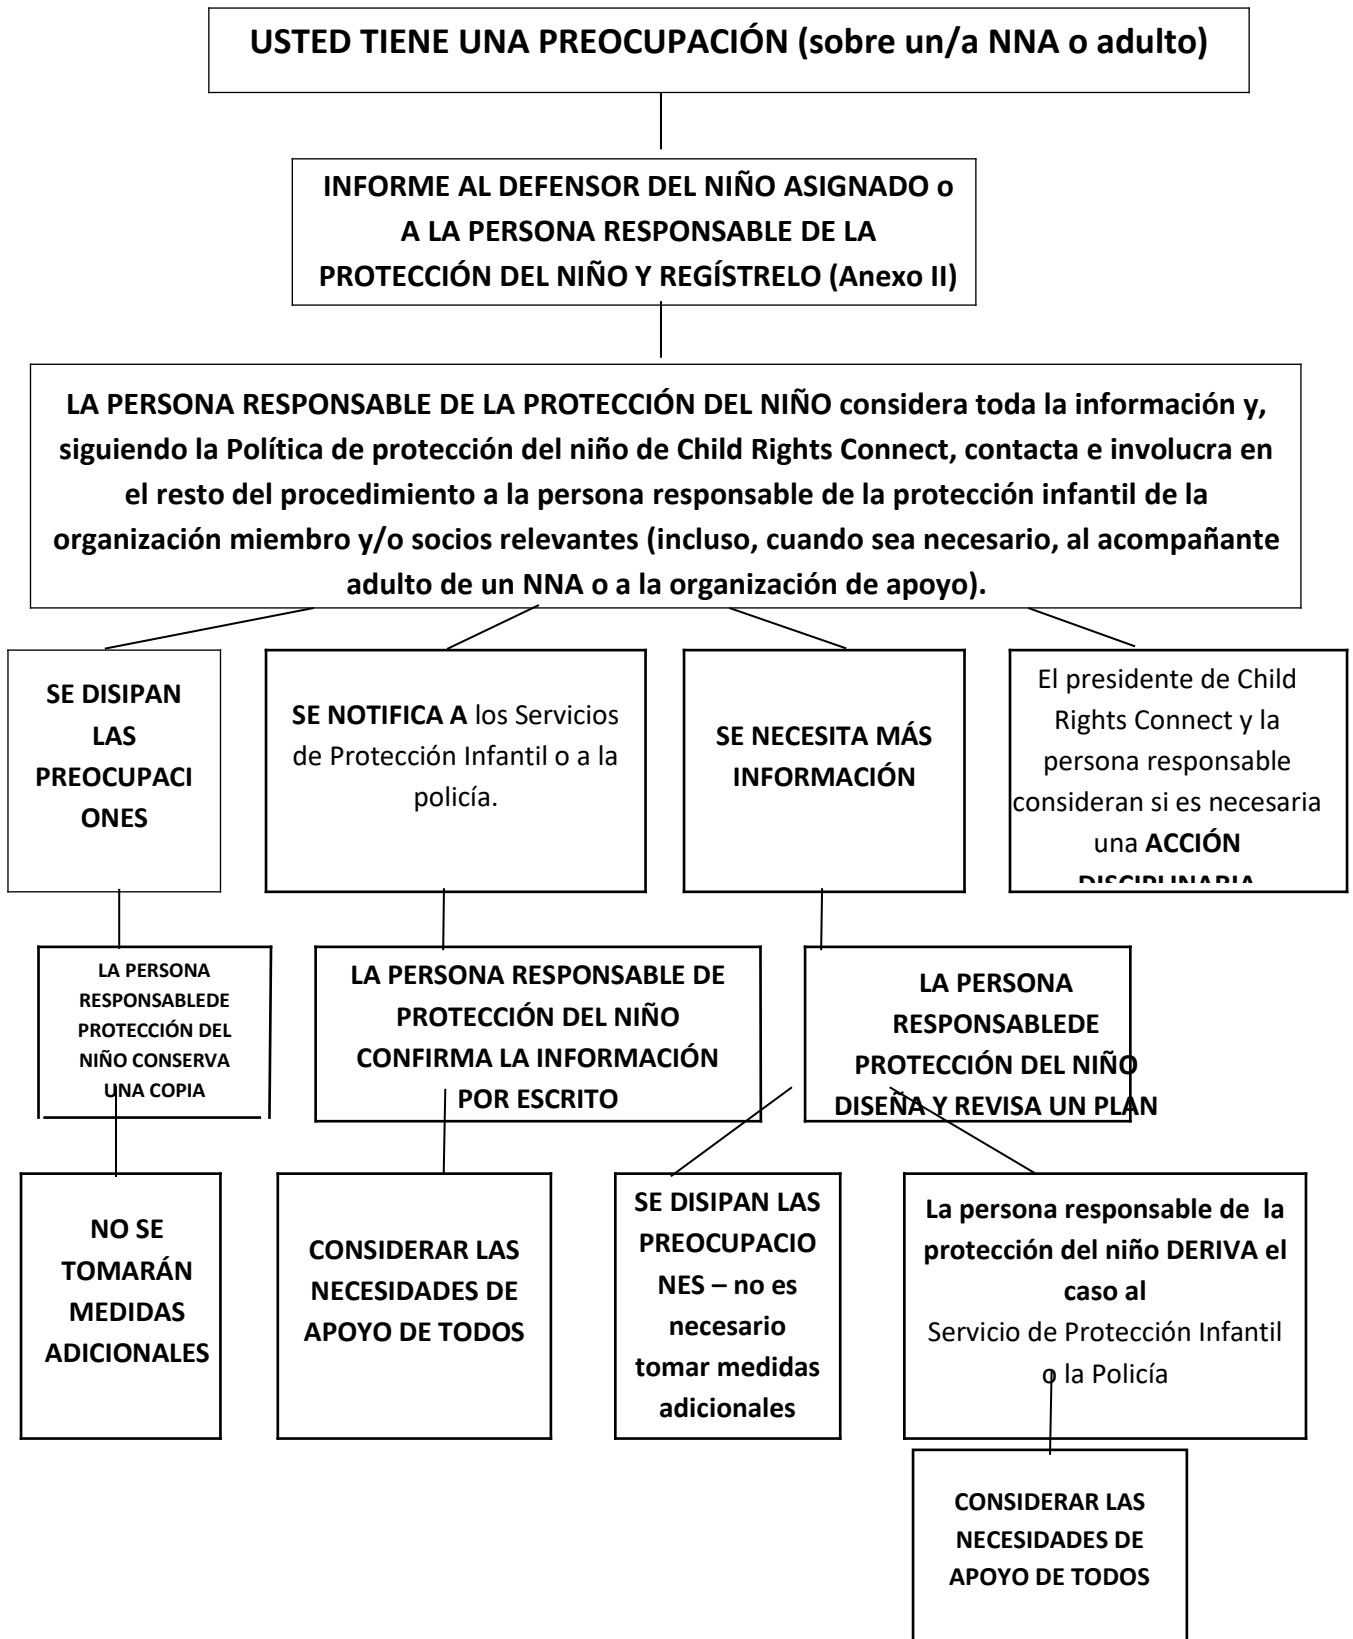 USTED TIENE UNA PREOCUPACIÓN (sobre un/a NNA o adulto)
INFORME AL DEFENSOR DEL NIÑO ASIGNADO o
A LA PERSONA RESPONSABLE DE LA
PROTECCIÓN DEL NIÑO Y REGÍSTRELO (Anexo II)
LA PERSONA RESPONSABLE DE LA PROTECCIÓN DEL NIÑO considera toda la información y,
siguiendo la Política de protección del niño de Child Rights Connect, contacta e involucra en
el resto del procedimiento a la persona responsable de la protección infantil de la
organización miembro y/o socios relevantes (incluso, cuando sea necesario, al acompañante
adulto de un NNA o a la organización de apoyo).
SE DISIPAN
LAS
PREOCUPACI
ONES
SE NOTIFICA A los Servicios
de Protección Infantil o a la
policía.
SE NECESITA MÁS
INFORMACIÓN
El presidente de Child
Rights Connect y la
persona responsable
consideran si es necesaria
una ACCIÓN
DISCIPLINARIA
LA PERSONA
RESPONSABLEDE
PROTECCIÓN DEL
NIÑO CONSERVA
UNA COPIA
LA PERSONA RESPONSABLE DE
PROTECCIÓN DEL NIÑO
CONFIRMA LA INFORMACIÓN
POR ESCRITO
LA PERSONA
RESPONSABLEDE
PROTECCIÓN DEL NIÑO
DISEÑA Y REVISA UN PLAN
NO SE
TOMARÁN
MEDIDAS
ADICIONALES
CONSIDERAR LAS
NECESIDADES DE
APOYO DE TODOS
SE DISIPAN LAS
PREOCUPACIO
NES – no es
necesario
tomar medidas
adicionales
La persona responsable de la
protección del niño DERIVA el
caso al
Servicio de Protección Infantil
o la Policía
CONSIDERAR LAS
NECESIDADES DE
APOYO DE TODOS